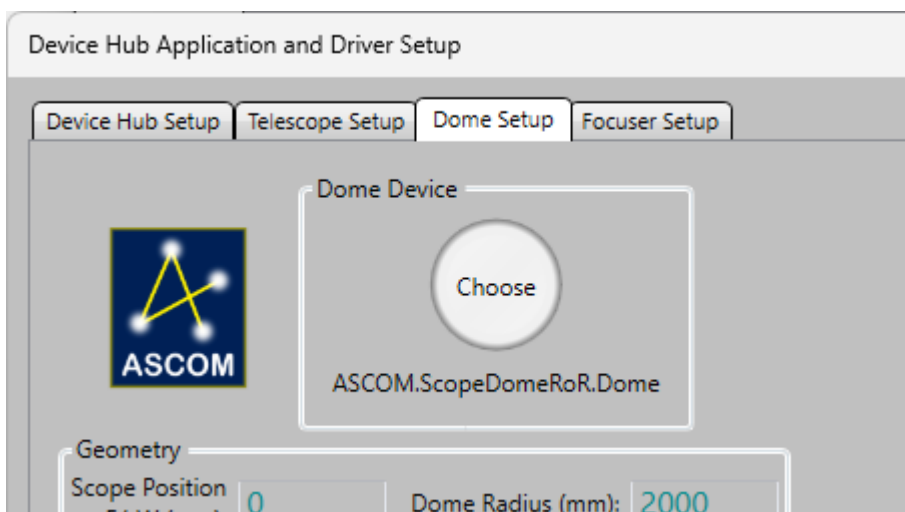 Device Hub Application and Driver Setup
Device Hub Setup Telescope Setup Dome Setup Focuser Setup
Dome Device
Choose
ASCOM
ASCOM.ScopeDomeRoR.Dome
Geometry
Scope Position
0 Dome Radius (mm): 2000